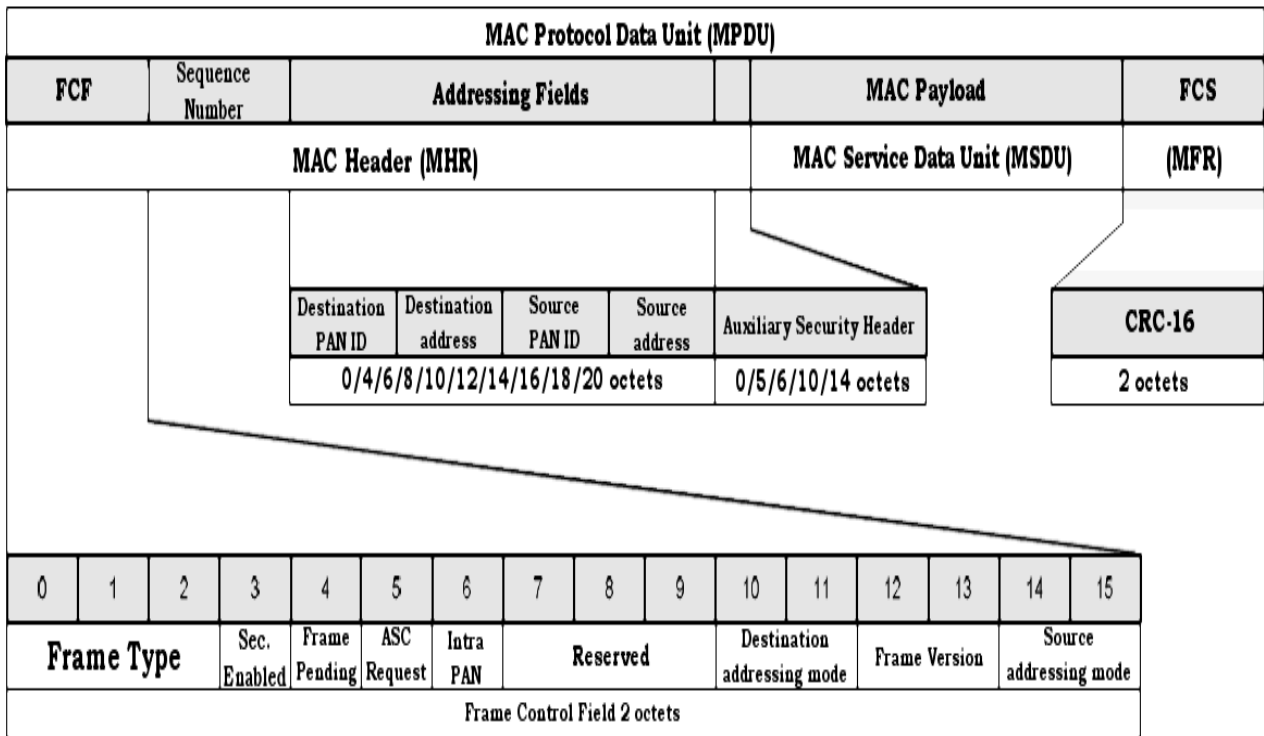 MAC Protocol Data Unit (MPDU)
FCF
Sequence
Number
Addressing Fields
MAC Payload
FCS
MAC Header (MHR)
MAC Service Data Unit (MSDU)
(MFR)
Destination
PAN ID
Destination
address
Source
PAN ID
Source
address
Auxiliary Security Header
CRC-16
0/4/6/8/10/12/14/16/18/20 octets
0/5/6/10/14 octets
2 octets
0 1 2 3 4 5 6 7 8 9 10 11 12 13 14 15
Frame Type
Sec.
Enabled
Frame
Pending
ASC
Request
Intra
PAN
Reserved
Destination
addressing mode
Frame Version
Source
addressing mode
Frame Control Field 2 octets